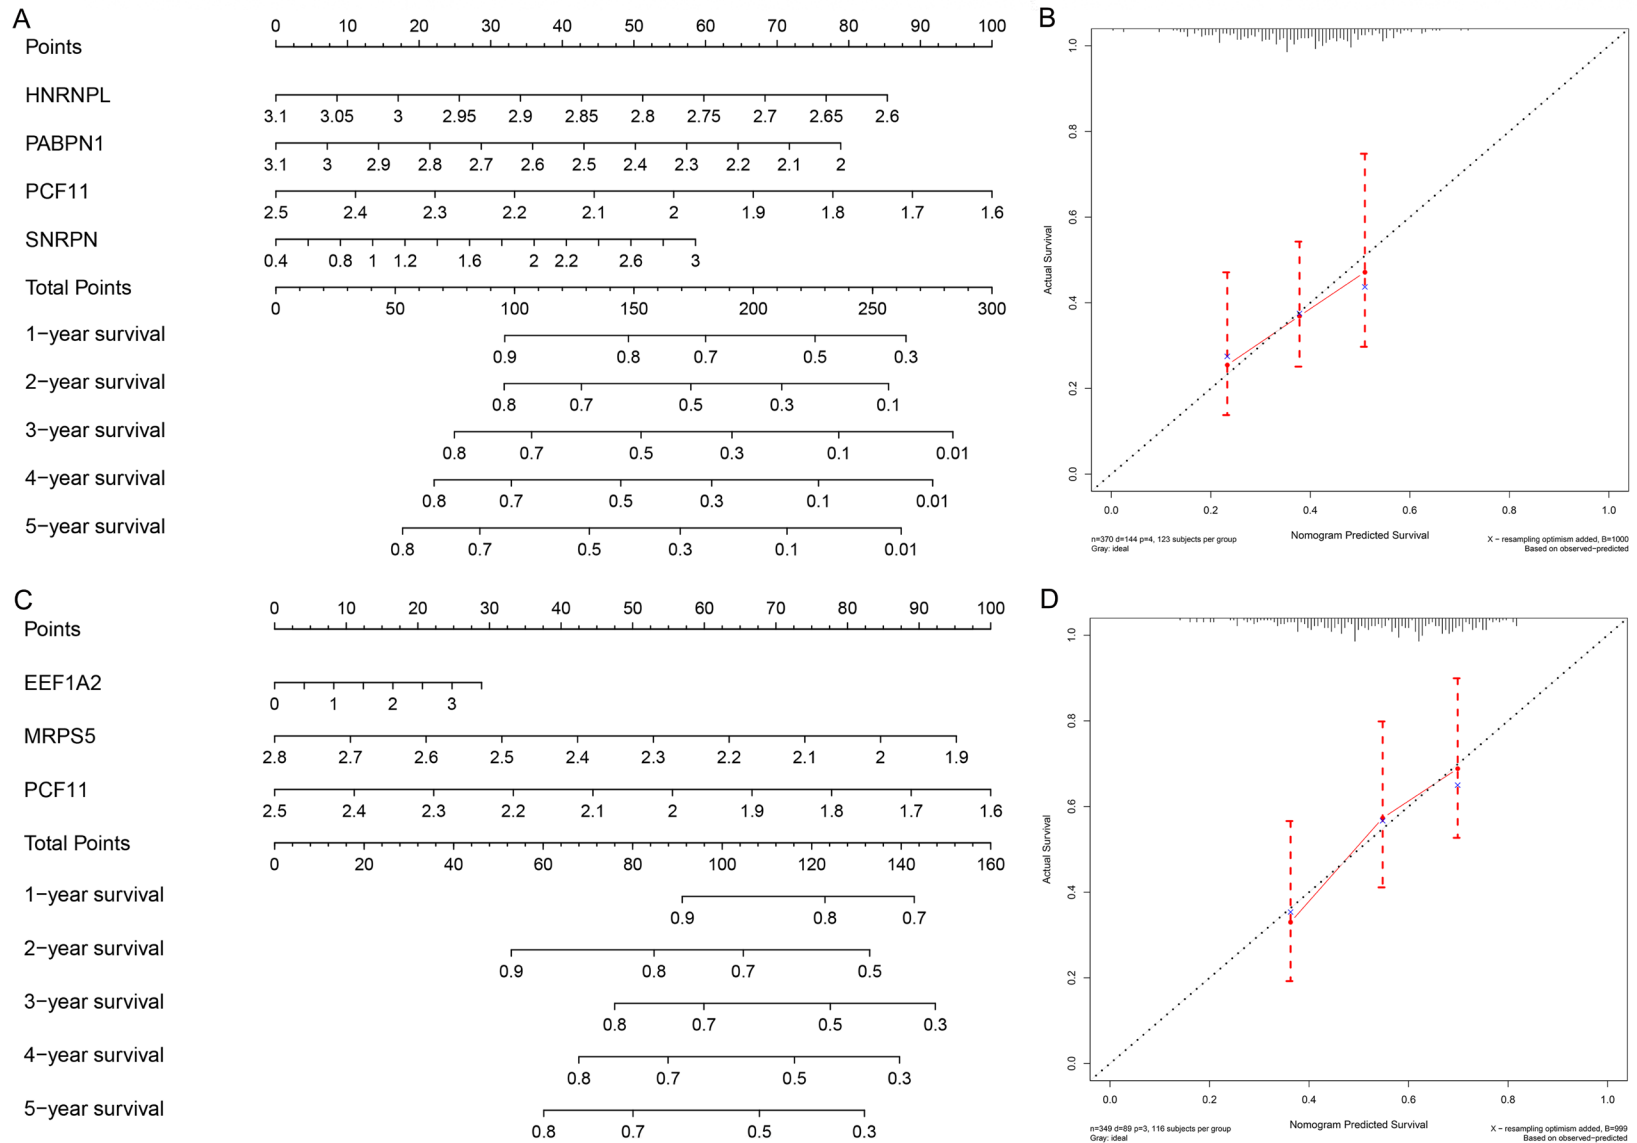 A
0 10 20 30 40 50 60 70 80 90 100
Points
HNRNPL
3.1 3.05 3 2.95 2.9 2.85 2.8 2.75 2.7 2.65 2.6
PABPN1
3.1 3 2.9 2.8 2.7 2.6 2.5 2.4 2.3 2.2 2.1 2
PCF11
2.5 2.4 2.3 2.2 2.1 2 1.9 1.8 1.7 1.6
SNRPN
0.4 0.8 1 1.2 1.6 2 2.2 2.6 3
Total Points
0 50 100 150 200 250 300
1−year survival
0.9 0.8 0.7 0.5 0.3
2−year survival
0.8 0.7 0.5 0.3 0.1
3−year survival
0.8 0.7 0.5 0.3 0.1 0.01
4−year survival
0.8 0.7 0.5 0.3 0.1 0.01
5−year survival
0.8 0.7 0.5 0.3 0.1 0.01
B
1.0
0.8
0.6
0.4
0.2
0.0
Actual Survival
0.0 0.2 0.4 0.6 0.8 1.0
Nomogram Predicted Survival
n=370 d=144 p=4, 123 subjects per group
Gray: ideal
X − resampling optimism added, B=1000
Based on observed−predicted
C
0 10 20 30 40 50 60 70 80 90 100
Points
EEF1A2
0 1 2 3
MRPS5
2.8 2.7 2.6 2.5 2.4 2.3 2.2 2.1 2 1.9
PCF11
2.5 2.4 2.3 2.2 2.1 2 1.9 1.8 1.7 1.6
Total Points
0 20 40 60 80 100 120 140 160
1−year survival
0.9 0.8 0.7
2−year survival
0.9 0.8 0.7 0.5
3−year survival
0.8 0.7 0.5 0.3
4−year survival
0.8 0.7 0.5 0.3
5−year survival
0.8 0.7 0.5 0.3
D
1.0
0.8
0.6
0.4
0.2
0.0
Actual Survival
0.0 0.2 0.4 0.6 0.8 1.0
Nomogram Predicted Survival
n=349 d=89 p=3, 116 subjects per group
Gray: ideal
X − resampling optimism added, B=999
Based on observed−predicted